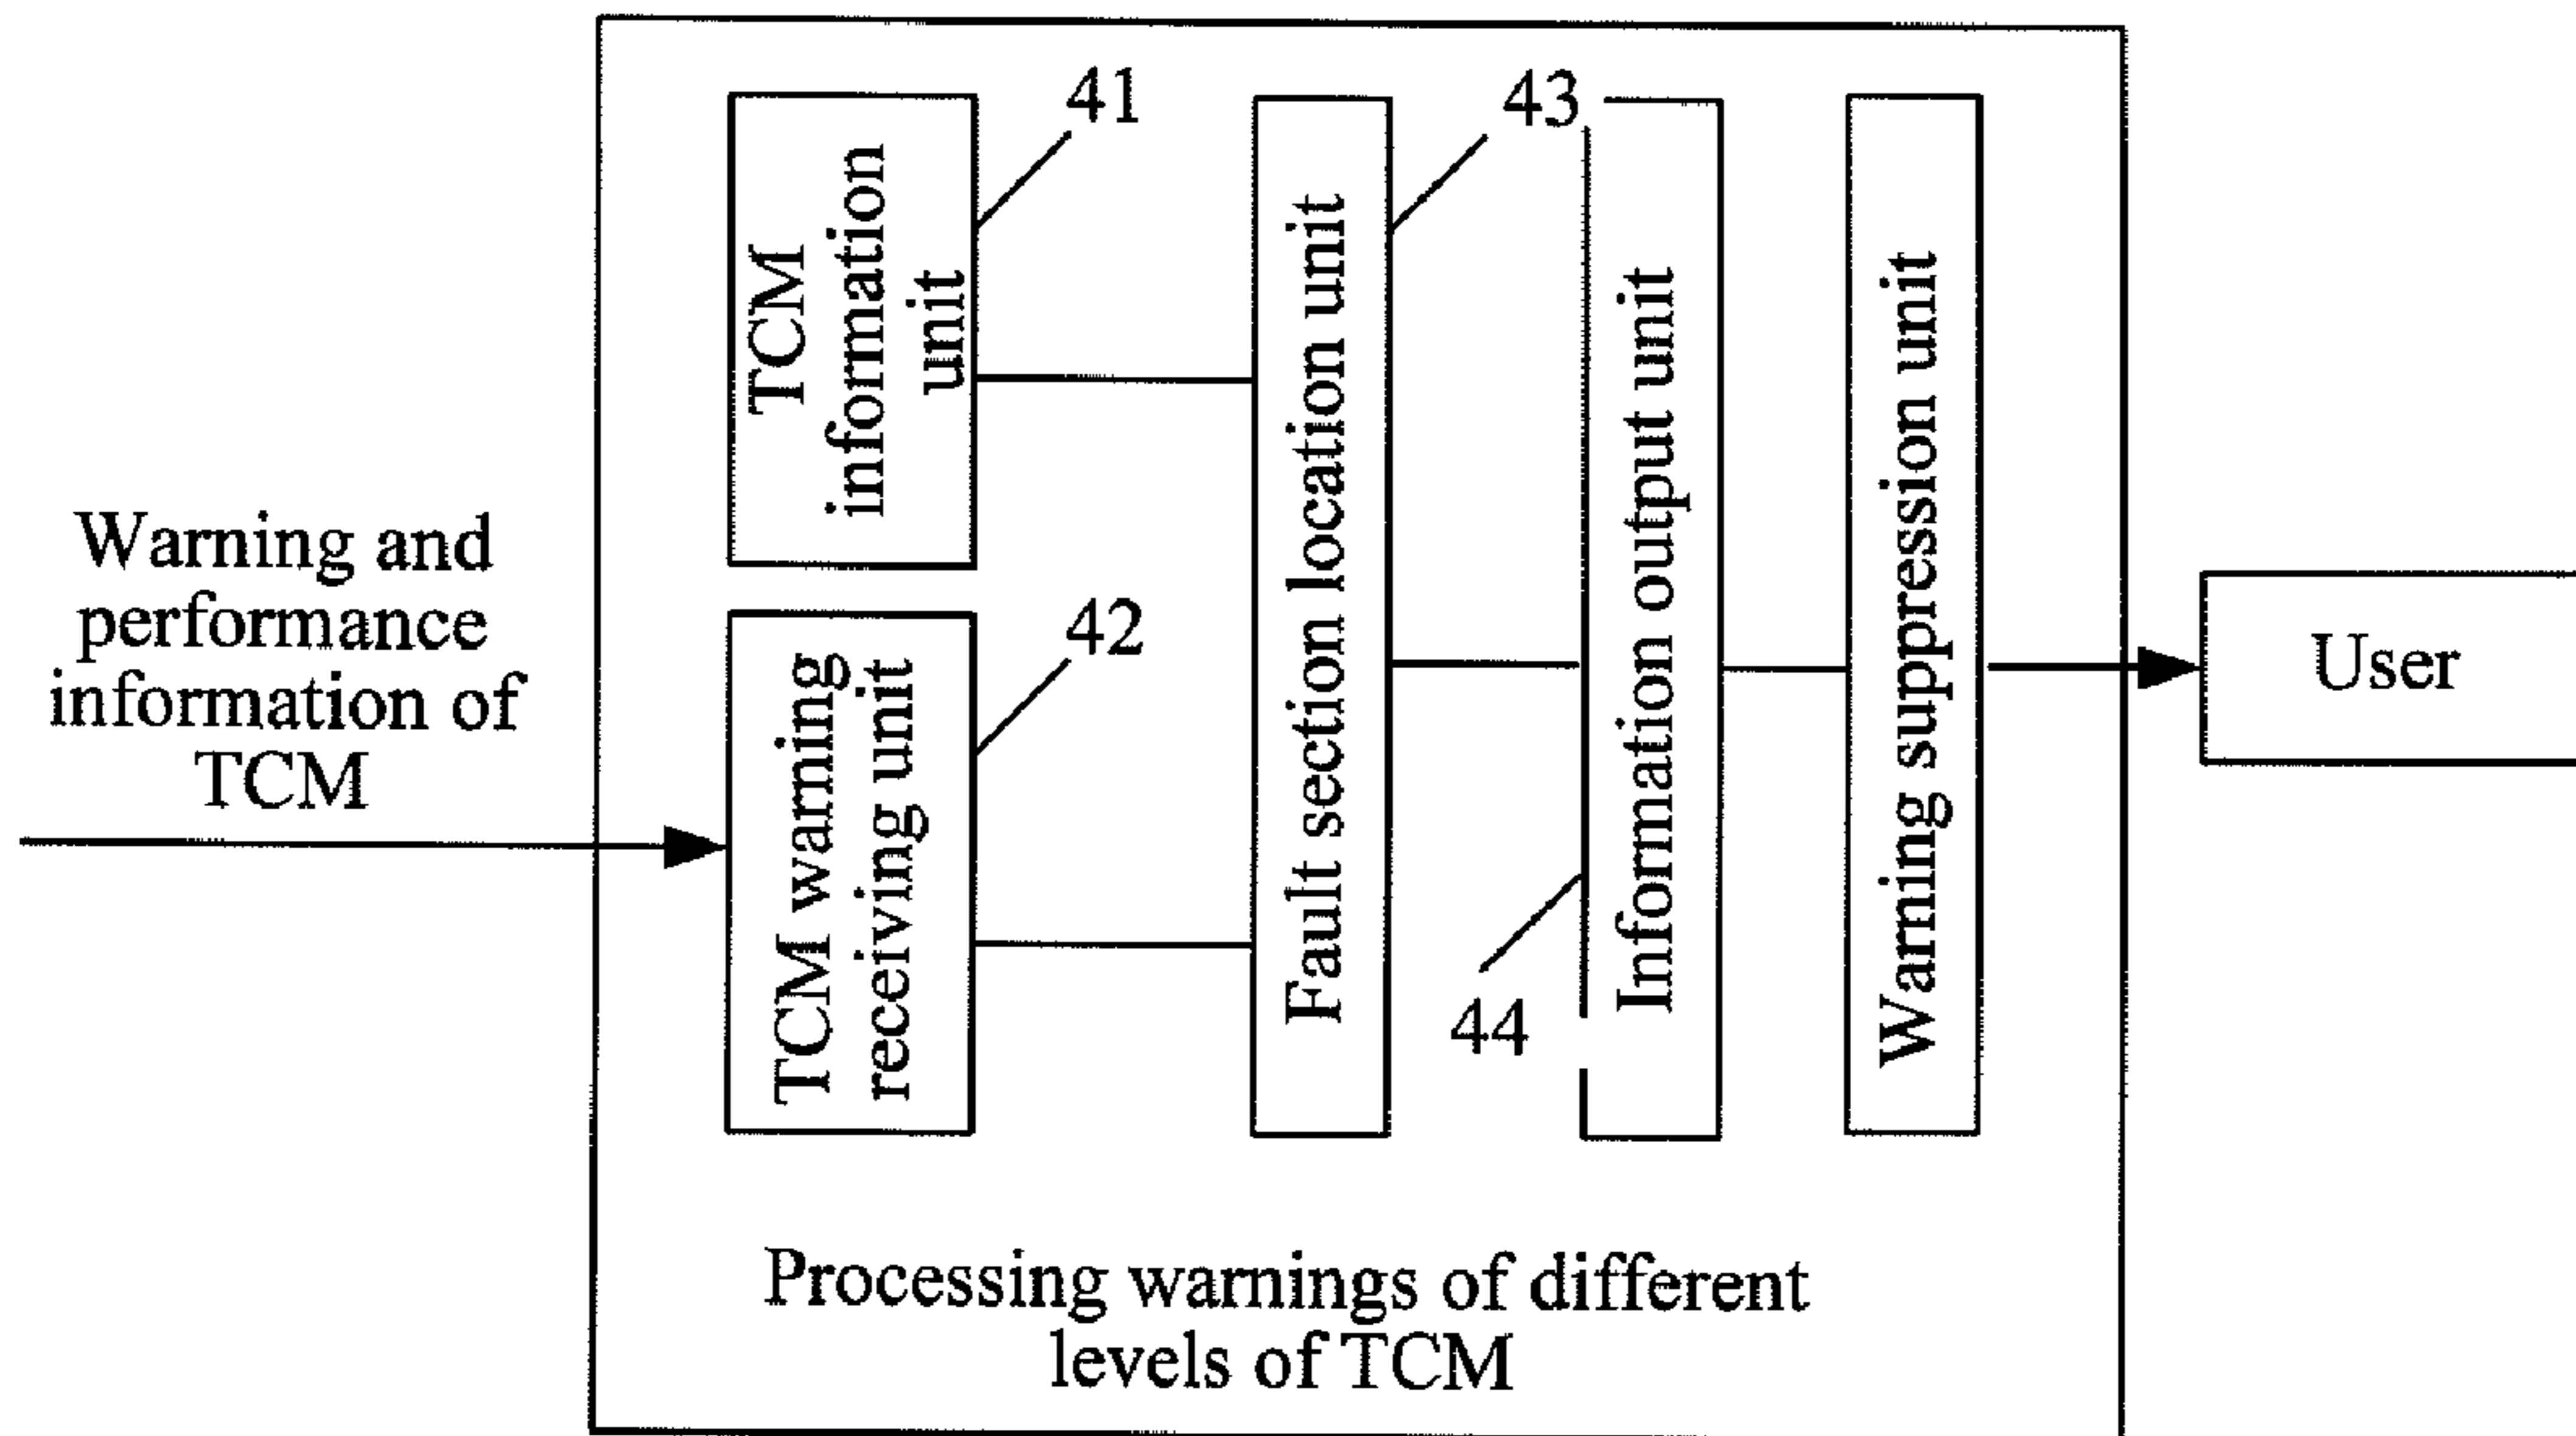 Warning and
performance
information of
TCM
TCM
information
unit
41
TCM warning
receiving unit
42
Fault section location unit
43
Information output unit
44
Warning suppression unit
User
Processing warnings of different
levels of TCM